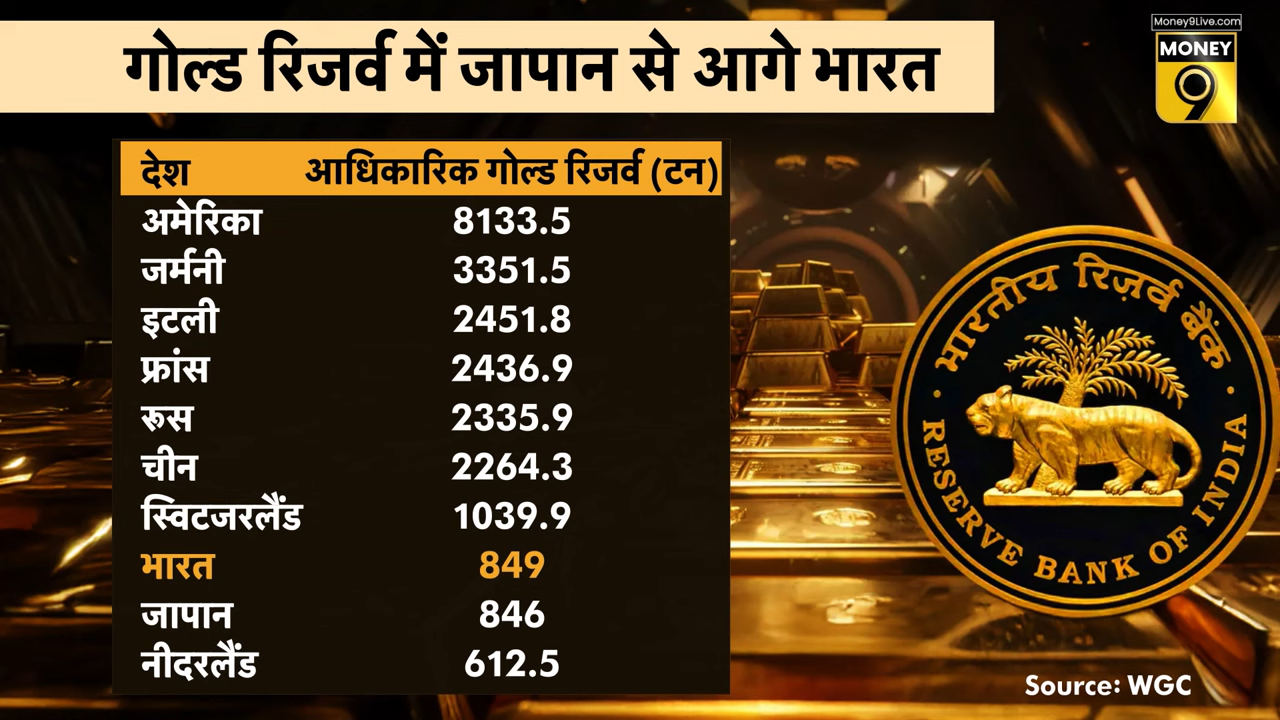 गोल्ड रिजर्व में जापान से आगे भारत
Money9Live.com
MONEY
9
देश आधिकारिक गोल्ड रिजर्व (टन)
अमेरिका 8133.5
जर्मनी 3351.5
इटली 2451.8
फ्रांस 2436.9
रूस 2335.9
चीन 2264.3
स्विटजरलैंड 1039.9
भारत 849
जापान 846
नीदरलैंड 612.5
भारतीय रिज़र्व बैंक
RESERVE BANK OF INDIA
Source: WGC